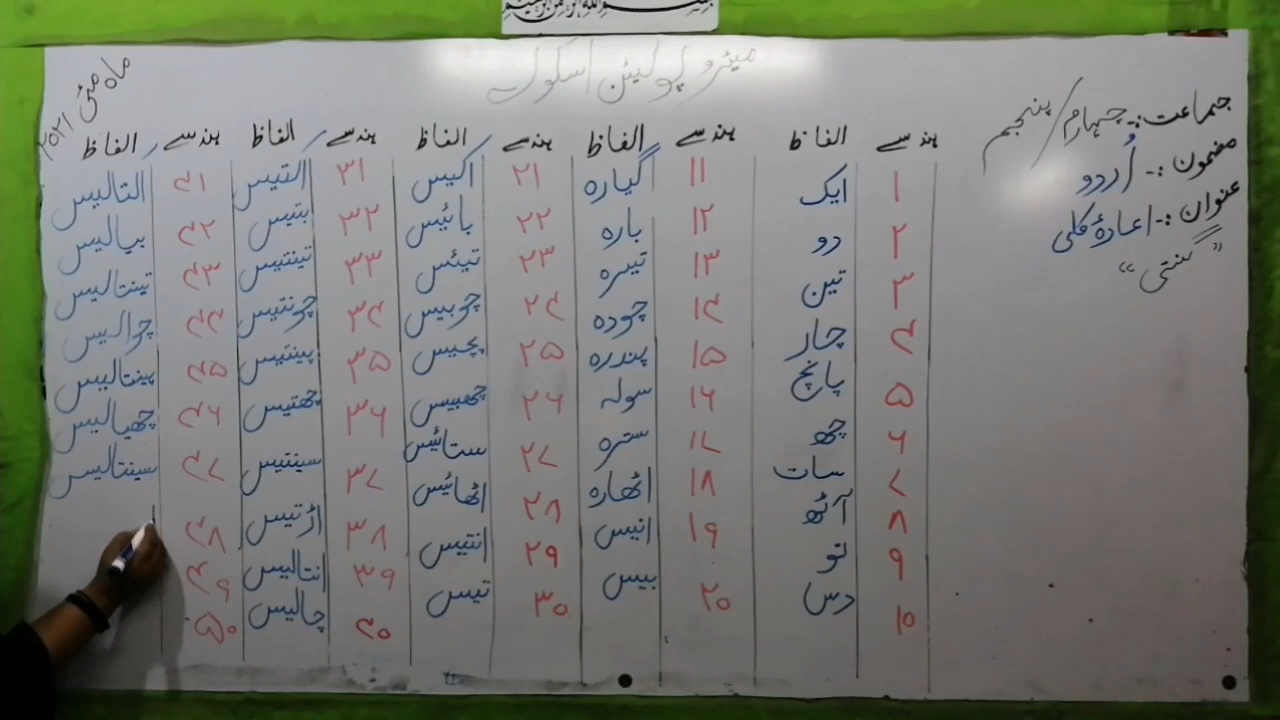 بسم اللہ الرحمن الرحیم
میٹرو پولیٹن اسکول
ماہ مئی ۲۰۲۱
جماعت:- چہارم/پنجم
مضمون:- اُردو
عنوان:- اعادۂ کلی
"گنتی"
ہندسے الفاظ ہندسے الفاظ ہندسے الفاظ ہندسے الفاظ ہندسے الفاظ
۱ ایک ۱۱ گیارہ ۲۱ اکیس ۳۱ اکتیس ۴۱ اکتالیس
۲ دو ۱۲ بارہ ۲۲ بائیس ۳۲ بتیس ۴۲ بیالیس
۳ تین ۱۳ تیرہ ۲۳ تیئس ۳۳ تینتیس ۴۳ تینتالیس
۴ چار ۱۴ چودہ ۲۴ چوبیس ۳۴ چونتیس ۴۴ چوالیس
۵ پانچ ۱۵ پندرہ ۲۵ پچیس ۳۵ پینتیس ۴۵ پینتالیس
۶ چھ ۱۶ سولہ ۲۶ چھبیس ۳۶ چھتیس ۴۶ چھیالیس
۷ سات ۱۷ سترہ ۲۷ ستائیس ۳۷ سینتیس ۴۷ سینتالیس
۸ آٹھ ۱۸ اٹھارہ ۲۸ اٹھائیس ۳۸ اڑتیس ۴۸ ا
۹ نو ۱۹ انیس ۲۹ انتیس ۳۹ انتالیس ۴۹
۱۰ دس ۲۰ بیس ۳۰ تیس ۴۰ چالیس ۵۰